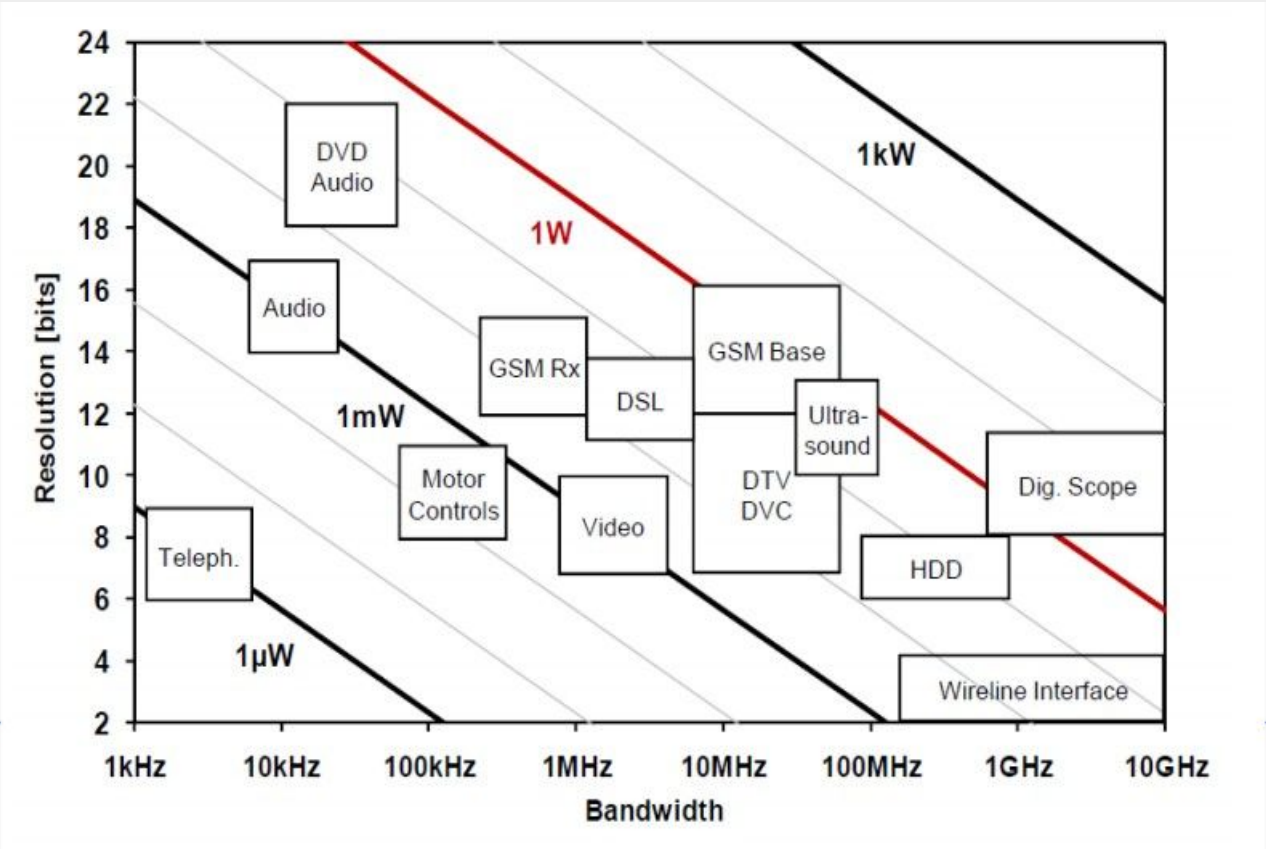 24
22
20
18
16
14
12
10
8
6
4
2
Resolution [bits]
DVD
Audio
1kW
1W
Audio
GSM Rx
GSM Base
DSL
1mW
Ultra-
sound
Motor
Controls
DTV
DVC
Dig. Scope
Video
Teleph.
HDD
1µW
Wireline Interface
1kHz
10kHz
100kHz
1MHz
10MHz
100MHz
1GHz
10GHz
Bandwidth